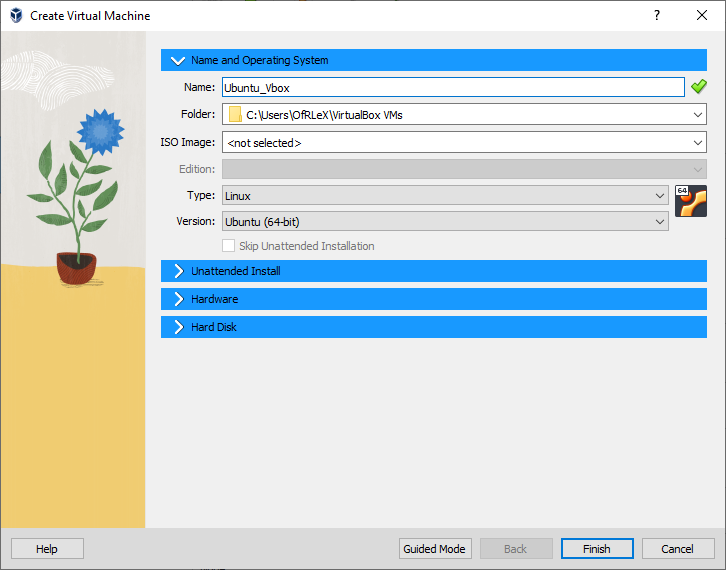 Create Virtual Machine
?
Name and Operating System
Name: Ubuntu_Vbox
Folder: C:\Users\OfRLeX\VirtualBox VMs
ISO Image: <not selected>
Edition:
Type: Linux
64
Version: Ubuntu (64-bit)
Skip Unattended Installation
Unattended Install
Hardware
Hard Disk
Help Guided Mode Back Finish Cancel